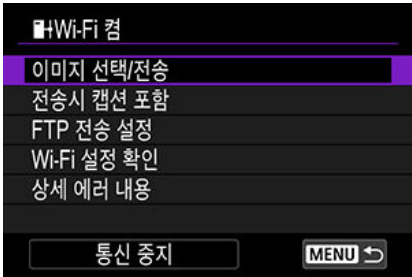 Wi-Fi 켬
이미지 선택/전송
전송시 캡션 포함
FTP 전송 설정
Wi-Fi 설정 확인
상세 에러 내용
통신 중지
MENU